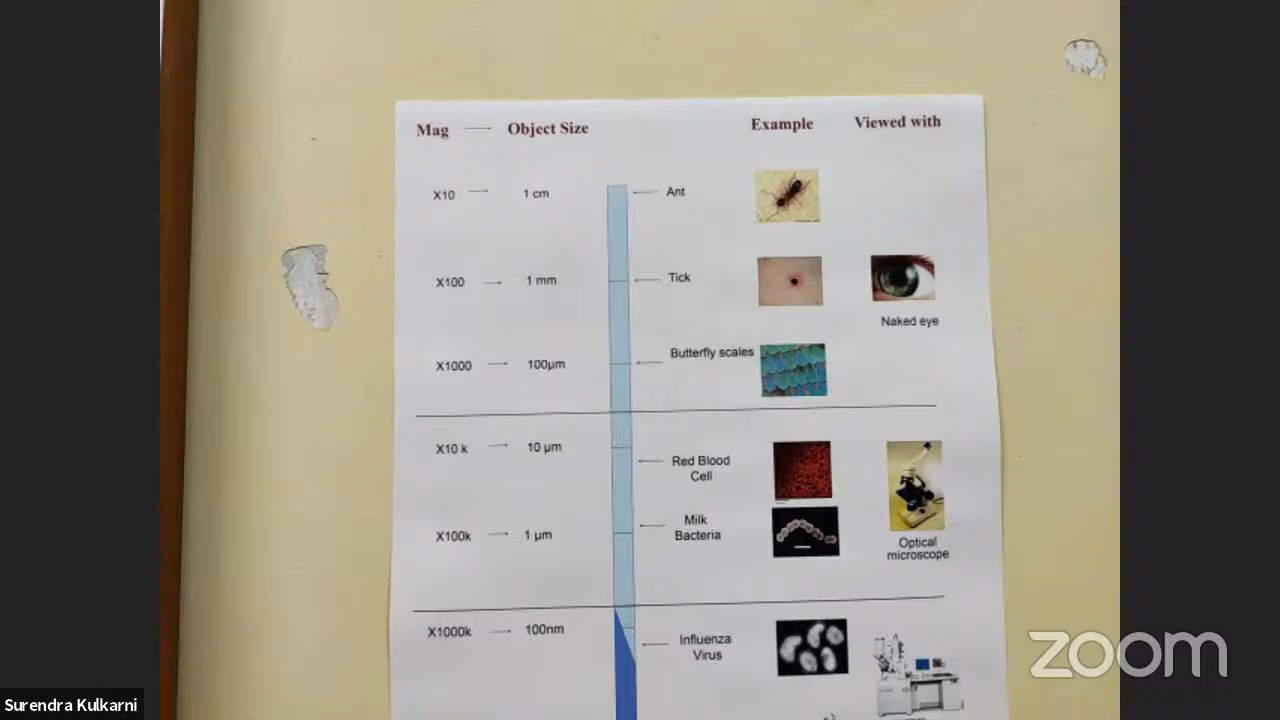 Mag Object Size Example Viewed with
X10 1 cm Ant
X100 1 mm Tick
Naked eye
X1000 100µm Butterfly scales
X10 k 10 µm Red Blood
Cell
X100k 1 µm Milk
Bacteria
Optical
microscope
X1000k 100nm Influenza
Virus
zoom
Surendra Kulkarni